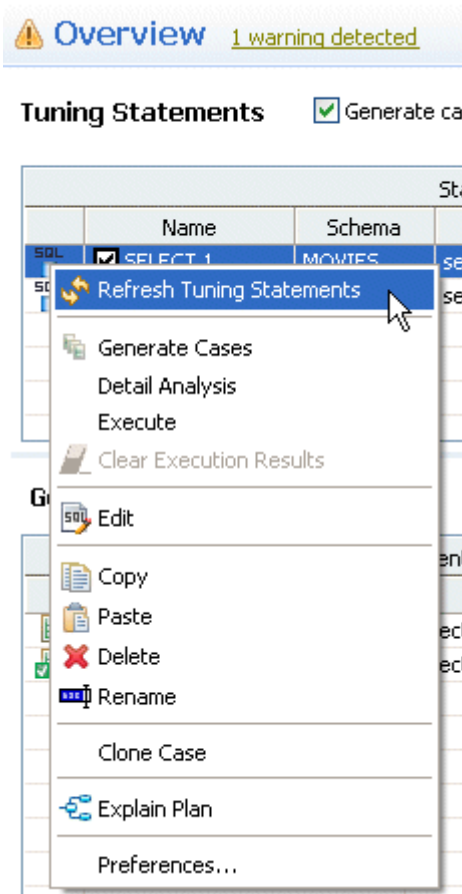 Overview 1 warning detected
Tuning Statements Generate ca
Sta
Name Schema
SQL SELECT 1 MOVIES se
Refresh Tuning Statements se
Generate Cases
Detail Analysis
Execute
Clear Execution Results
Edit
Copy
Paste
Delete
Rename
Clone Case
Explain Plan
Preferences...